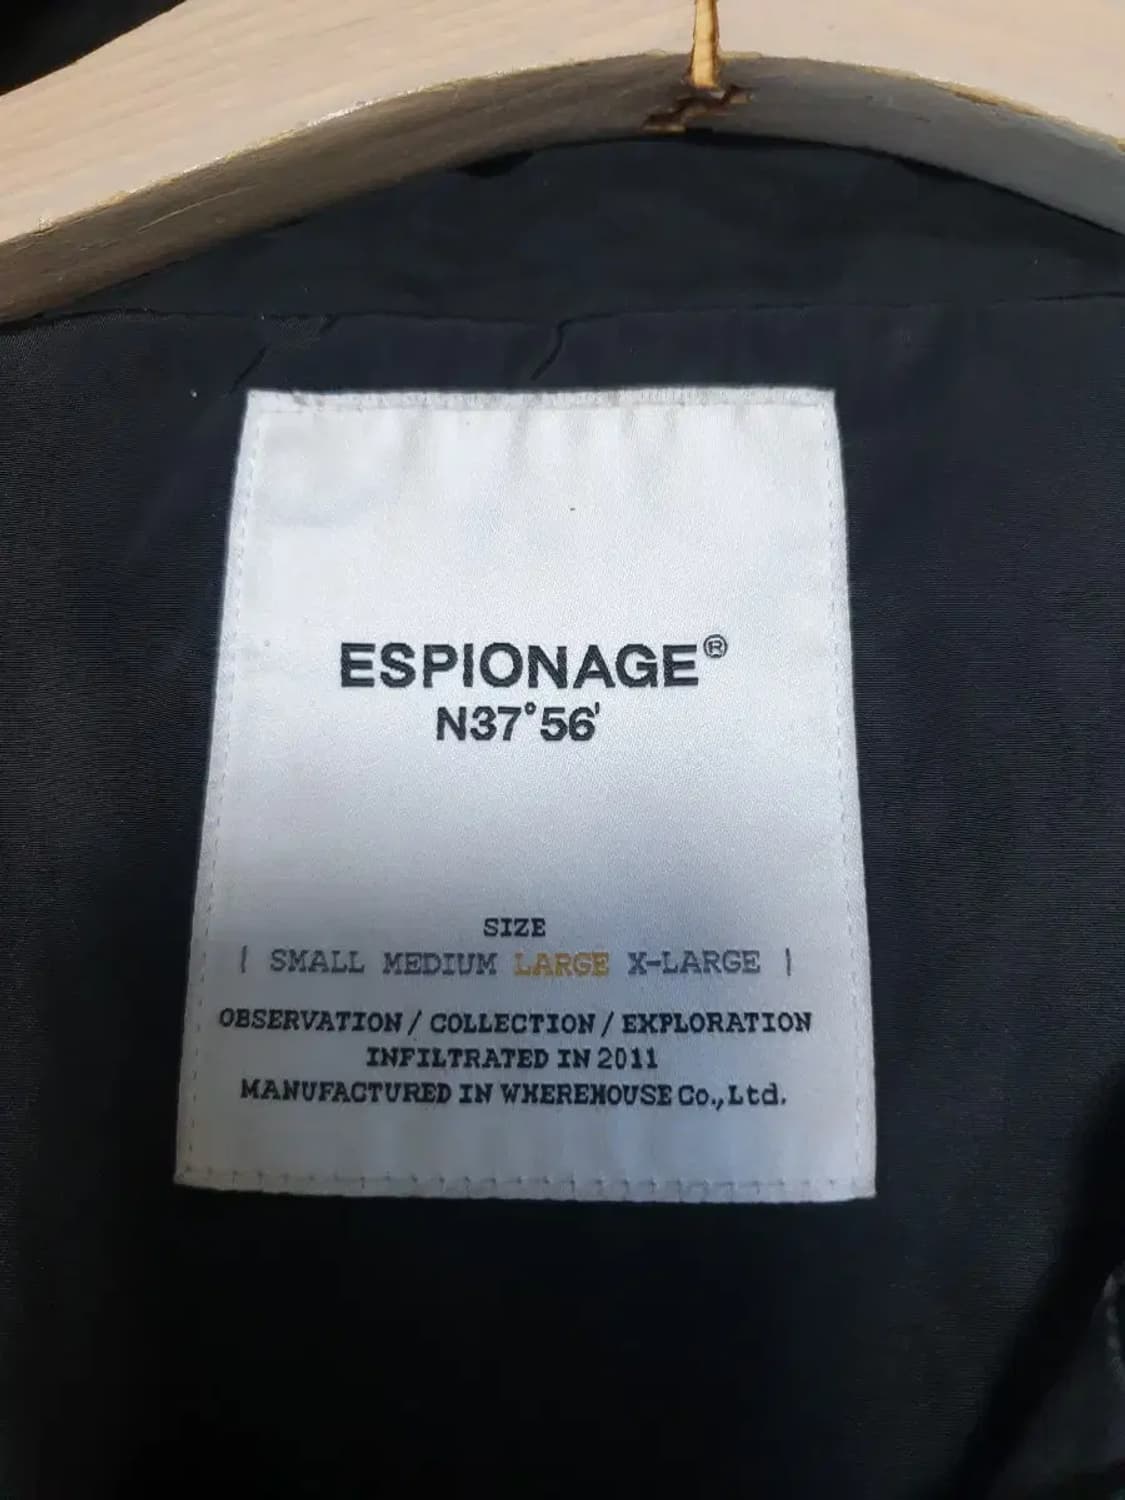 ESPIONAGE®
N37°56'
SIZE
| SMALL MEDIUM LARGE X-LARGE |
OBSERVATION / COLLECTION / EXPLORATION
INFILTRATED IN 2011
MANUFACTURED IN WHEREHOUSE Co., Ltd.